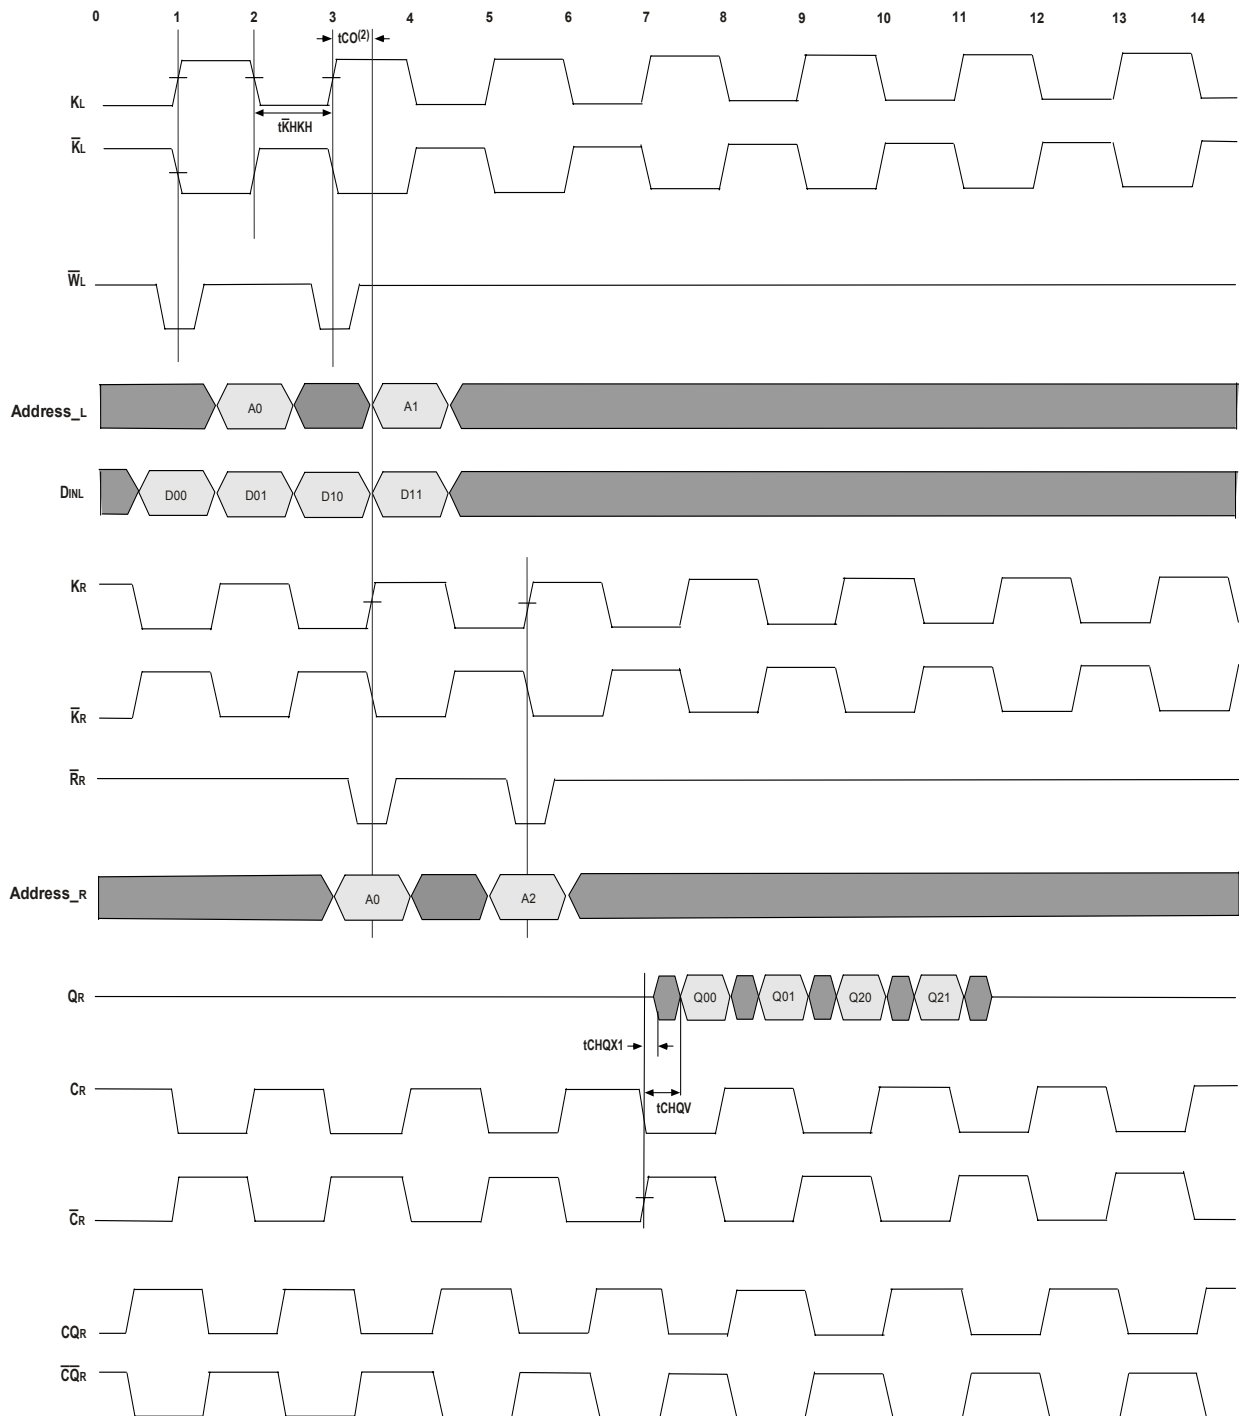 0 1 2 3 4 5 6 7 8 9 10 11 12 13 14
tCO(2)
KL
tK̅HKH
K̅L
W̅L
Address_L A0 A1
DINL D00 D01 D10 D11
KR
K̅R
R̅R
Address_R A0 A2
QR Q00 Q01 Q20 Q21
tCHQX1
CR
tCHQV
C̅R
CQR
C̅Q̅R